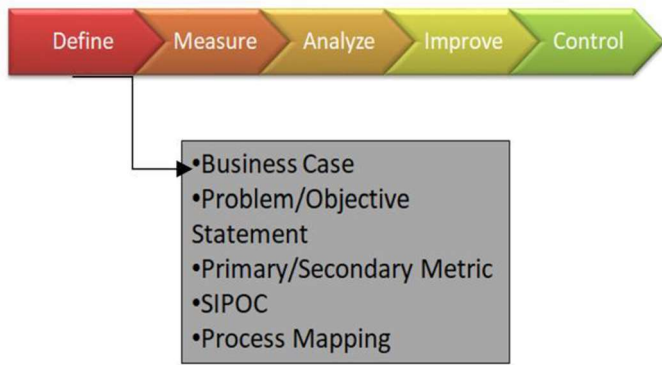 Define Measure Analyze Improve Control
•Business Case
•Problem/Objective
Statement
•Primary/Secondary Metric
•SIPOC
•Process Mapping